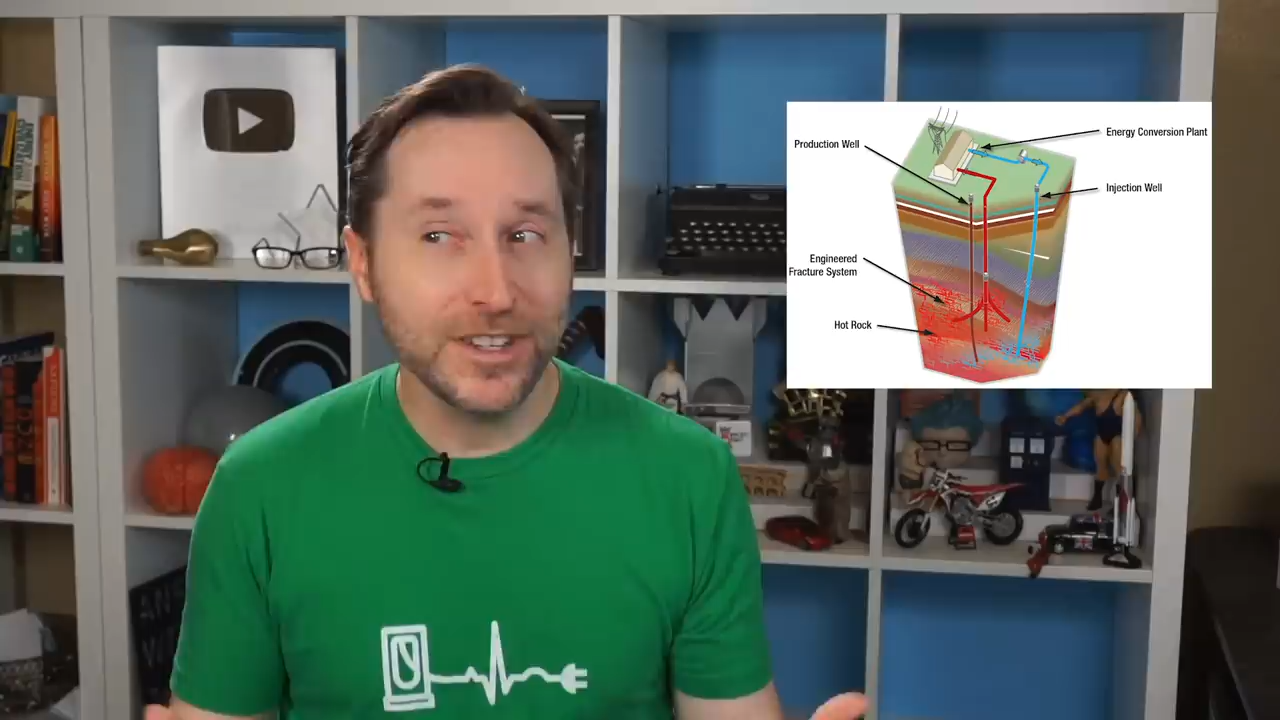 Energy Conversion Plant
Production Well
Injection Well
Engineered
Fracture System
Hot Rock